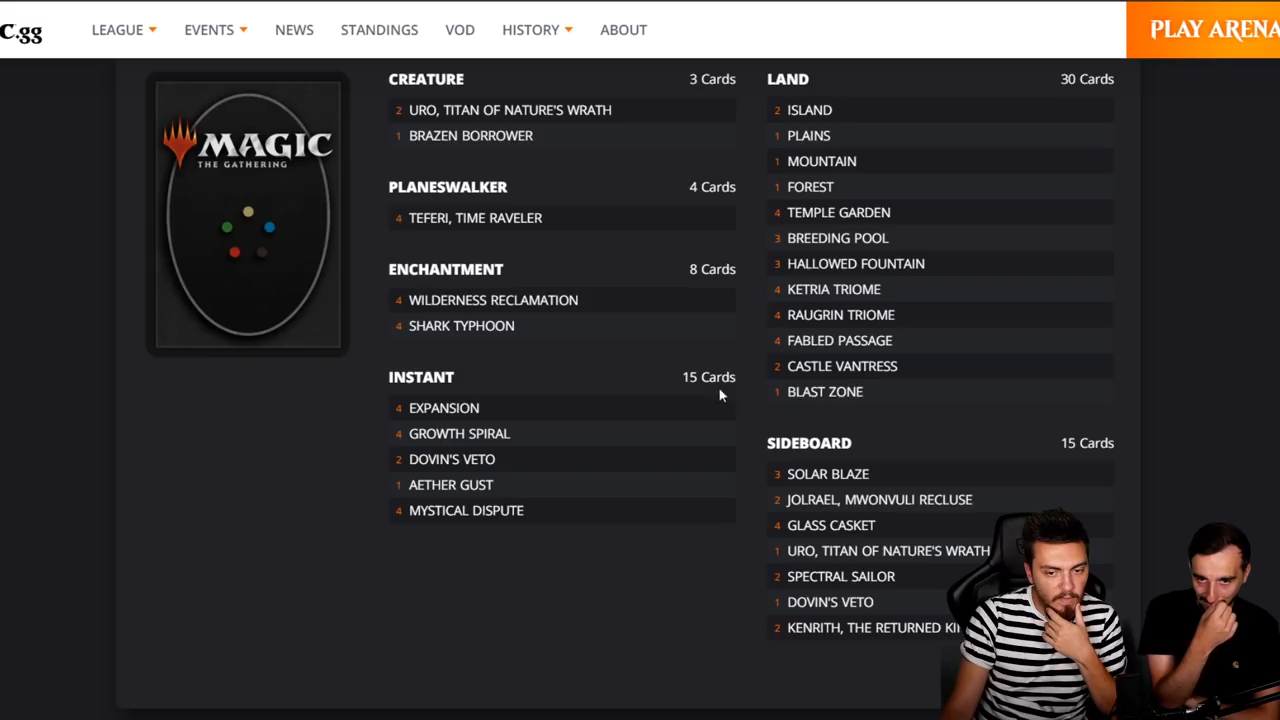 C.gg
LEAGUE
EVENTS
NEWS
STANDINGS
VOD
HISTORY
ABOUT
PLAY ARENA
MAGIC
THE GATHERING
CREATURE 3 Cards
2 URO, TITAN OF NATURE'S WRATH
1 BRAZEN BORROWER
PLANESWALKER 4 Cards
4 TEFERI, TIME RAVELER
ENCHANTMENT 8 Cards
4 WILDERNESS RECLAMATION
4 SHARK TYPHOON
INSTANT 15 Cards
4 EXPANSION
4 GROWTH SPIRAL
2 DOVIN'S VETO
1 AETHER GUST
4 MYSTICAL DISPUTE
LAND 30 Cards
2 ISLAND
1 PLAINS
1 MOUNTAIN
1 FOREST
4 TEMPLE GARDEN
3 BREEDING POOL
3 HALLOWED FOUNTAIN
4 KETRIA TRIOME
4 RAUGRIN TRIOME
4 FABLED PASSAGE
2 CASTLE VANTRESS
1 BLAST ZONE
SIDEBOARD 15 Cards
3 SOLAR BLAZE
2 JOLRAEL, MWONVULI RECLUSE
4 GLASS CASKET
1 URO, TITAN OF NATURE'S WRATH
2 SPECTRAL SAILOR
1 DOVIN'S VETO
2 KENRITH, THE RETURNED KI